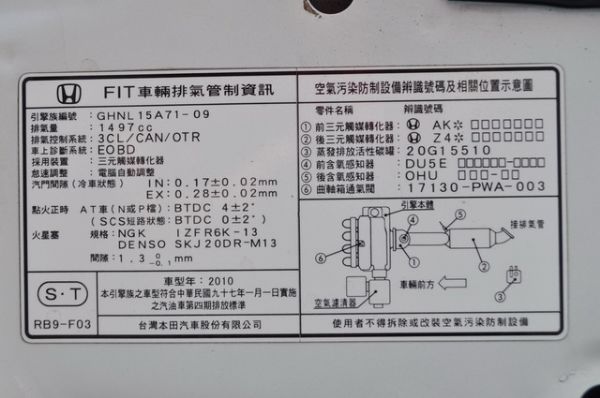 FIT車輛排氣管制資訊
引擎族編號：GHNL15A71-09
排氣量：1497cc
排氣控制系統：3CL/CAN/OTR
車上診斷系統：EOBD
採用裝置：三元觸媒轉化器
怠速調整：電腦自動調整
汽門間隙（冷車狀態） IN：0.17±0.02mm
EX：0.28±0.02mm
點火正時 AT車（N或P檔）：BTDC 4±2°
（SCS短路狀態）：BTDC 0±2°
火星塞 規格：NGK IZFR6K-13
DENSO SKJ20DR-M13
間隙：1.3 0 -0.1 mm
S·T
RB9-F03
車型年：2010
本引擎族之車型符合中華民國九十七年一月一日實施
之汽油車第四期排放標準
台灣本田汽車股份有限公司
空氣污染防制設備辨識號碼及相關位置示意圖
零件名稱： 辨識號碼：
①前三元觸媒轉化器： AK*□□□□□□□
②後三元觸媒轉化器： Z4*□□□□□□□
③蒸發排放活性碳罐：20G15510
④前含氧感知器：DU5E □□□□□□-□□□□
⑤後含氧感知器：OHU □□□-□□
⑥曲軸箱通氣閥：17130-PWA-003
引擎本體
接排氣管
④
⑤
⑥
①
②
車輛前方
③
空氣濾清器
使用者不得拆除或改裝空氣污染防制設備